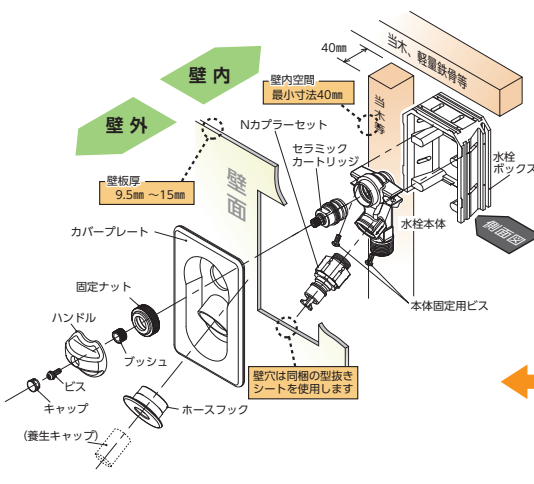 当木、軽量鉄骨等
40㎜
壁 内
壁内空間
最小寸法40㎜
当木等
壁 外
Nカプラーセット
セラミック
カートリッジ
水栓
ボックス
壁板厚
9.5㎜ ～15㎜
壁面
水栓本体
側面図
カバープレート
固定ナット
本体固定用ビス
ハンドル
ブッシュ
壁穴は同梱の型抜き
シートを使用します
ビス
キャップ
ホースフック
(養生キャップ)